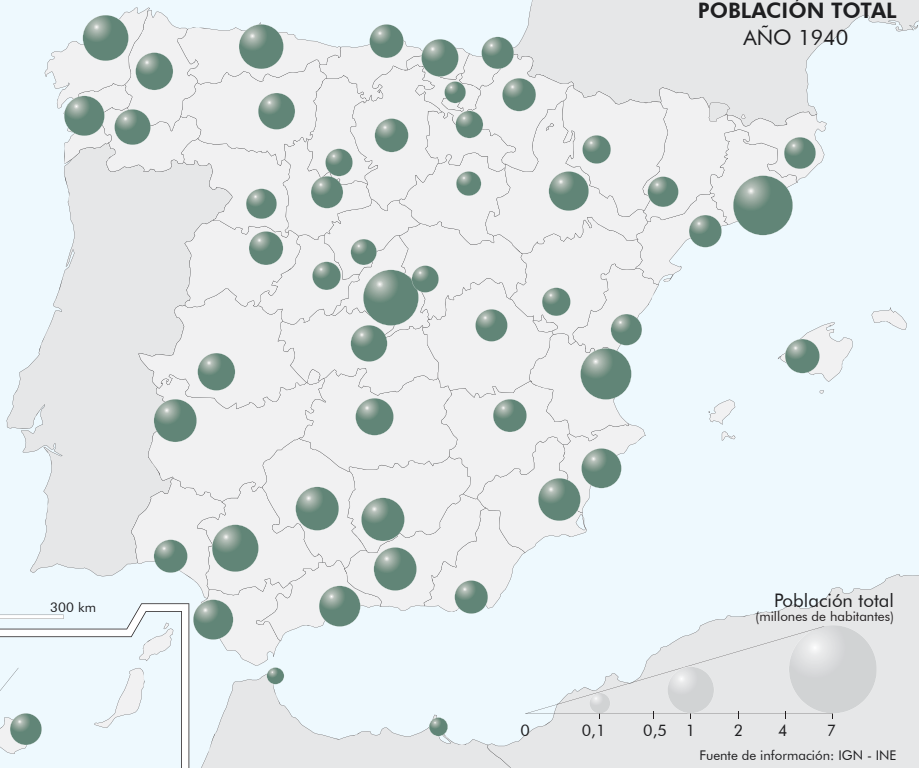 POBLACIÓN TOTAL
AÑO 1940
300 km
Población total
(millones de habitantes)
0 0,1 0,5 1 2 4 7
Fuente de información: IGN - INE